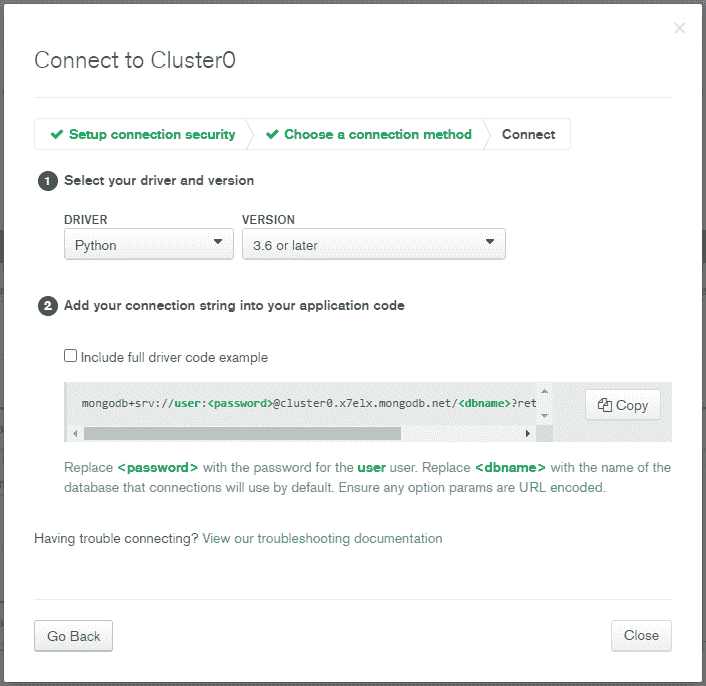 Connect to Cluster0
Setup connection security
Choose a connection method
Connect
1 Select your driver and version
DRIVER
VERSION
Python
3.6 or later
2 Add your connection string into your application code
Include full driver code example
mongodb+srv://user:<password>@cluster0.x7elx.mongodb.net/<dbname>?ret
Copy
Replace <password> with the password for the user user. Replace <dbname> with the name of the
database that connections will use by default. Ensure any option params are URL encoded.
Having trouble connecting? View our troubleshooting documentation
Go Back
Close